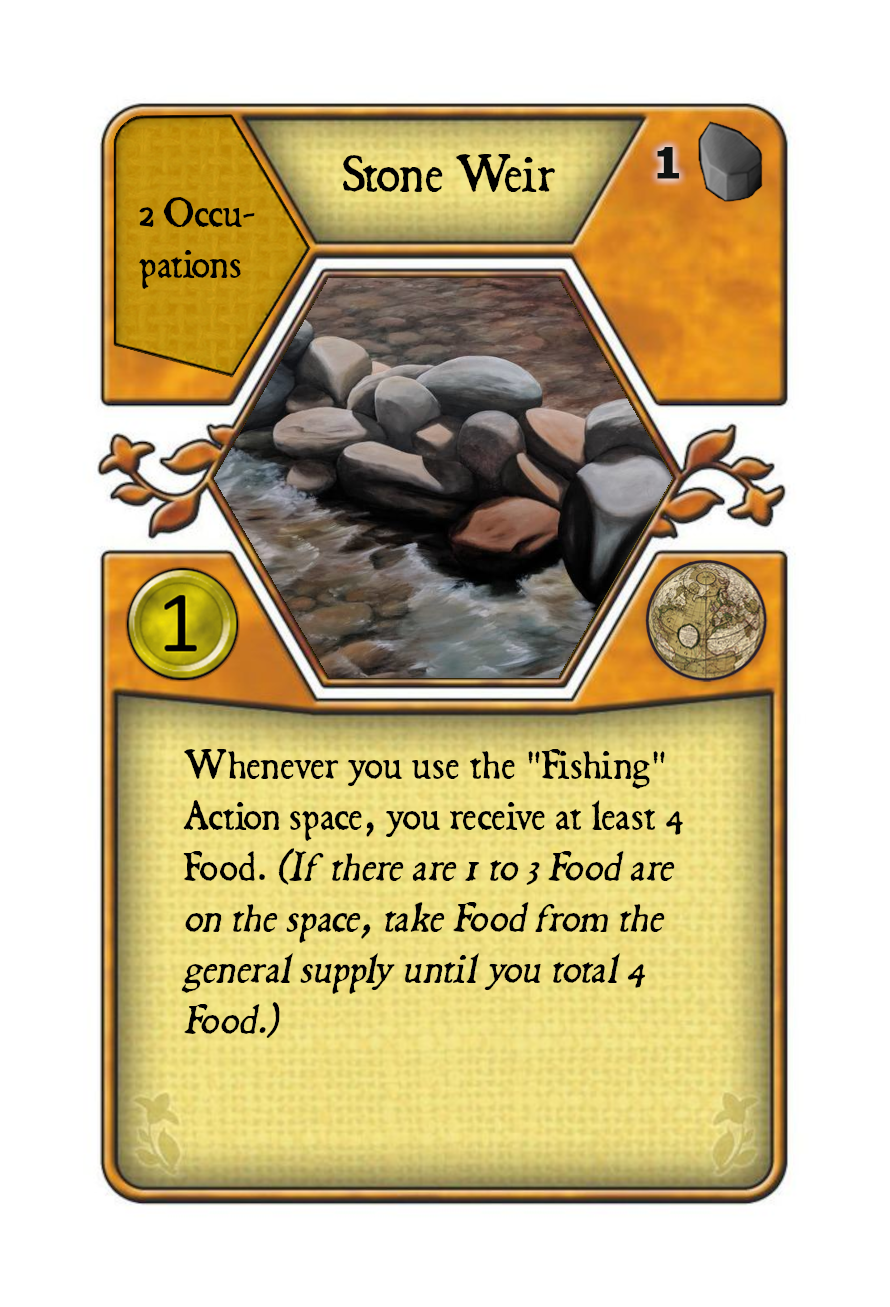 2 Occu-
pations
Stone Weir
1
1
Whenever you use the "Fishing"
Action space, you receive at least 4
Food. (If there are 1 to 3 Food are
on the space, take Food from the
general supply until you total 4
Food.)